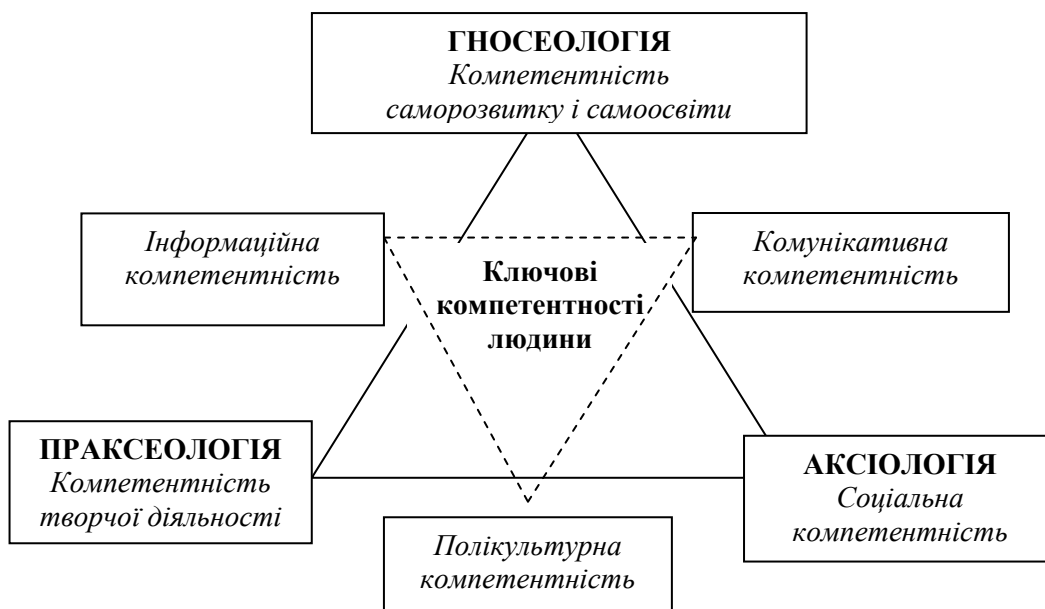 ГНОСЕОЛОГІЯ
Компетентність
саморозвитку і самоосвіти
Інформаційна
компетентність
Комунікативна
компетентність
Ключові
компетентності
людини
ПРАКСЕОЛОГІЯ
Компетентність
творчої діяльності
АКСІОЛОГІЯ
Соціальна
компетентність
Полікультурна
компетентність